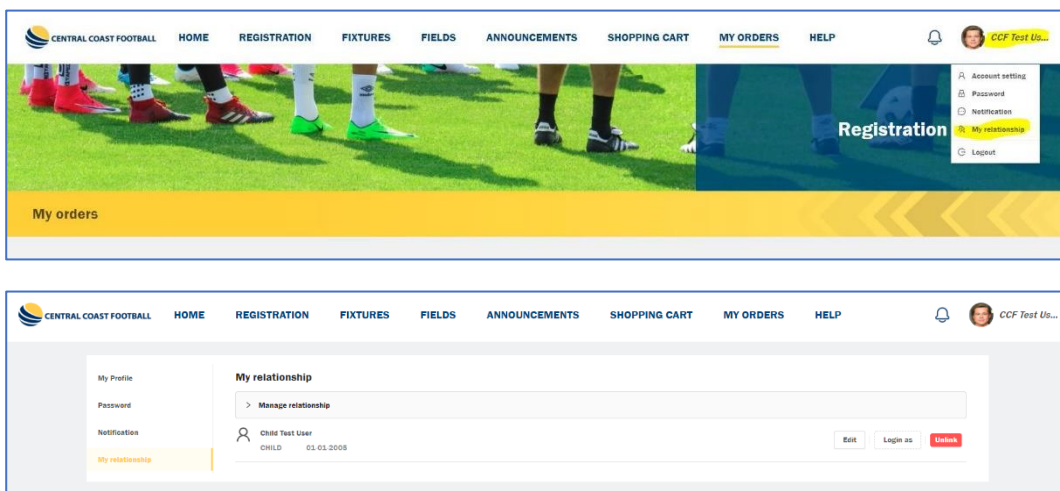 CENTRAL COAST FOOTBALL HOME REGISTRATION FIXTURES FIELDS ANNOUNCEMENTS SHOPPING CART MY ORDERS HELP CCF Test Us...
Account setting
Password
Notification
Registration My relationship
Logout
My orders
CENTRAL COAST FOOTBALL HOME REGISTRATION FIXTURES FIELDS ANNOUNCEMENTS SHOPPING CART MY ORDERS HELP CCF Test Us...
My Profile My relationship
Password > Manage relationship
Notification Child Test User
CHILD 01-01-2008 Edit Login as Unlink
My relationship